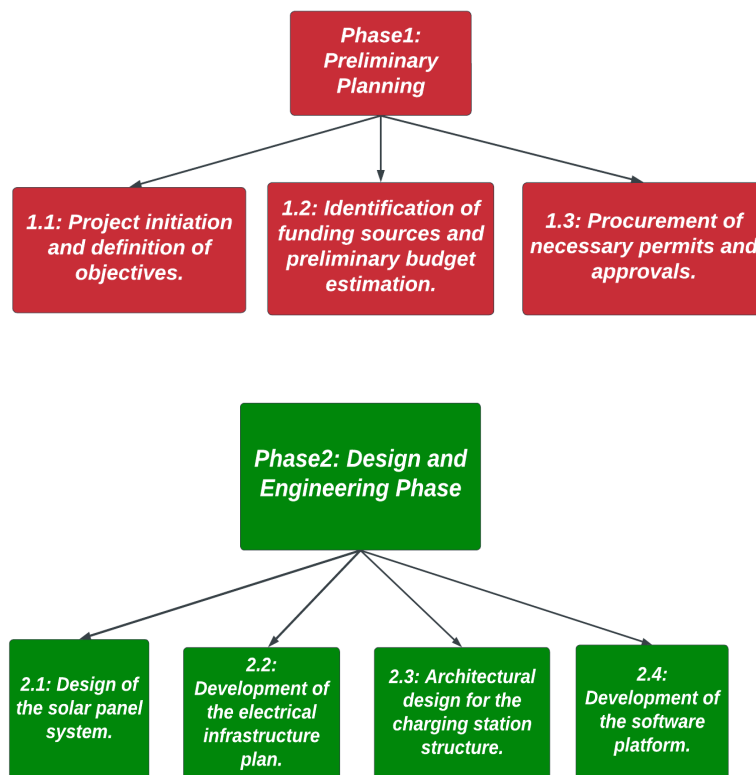 Phase1:
Preliminary
Planning
1.1: Project initiation
and definition of
objectives.
1.2: Identification of
funding sources and
preliminary budget
estimation.
1.3: Procurement of
necessary permits and
approvals.
Phase2: Design and
Engineering Phase
2.1: Design of
the solar panel
system.
2.2:
Development of
the electrical
infrastructure
plan.
2.3: Architectural
design for the
charging station
structure.
2.4:
Development of
the software
platform.